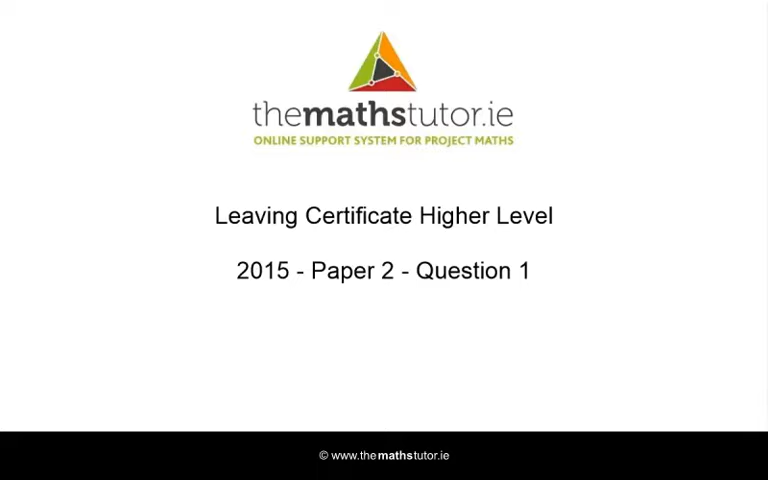 themathstutor.ie
ONLINE SUPPORT SYSTEM FOR PROJECT MATHS
Leaving Certificate Higher Level
2015 - Paper 2 - Question 1
© www.themathstutor.ie